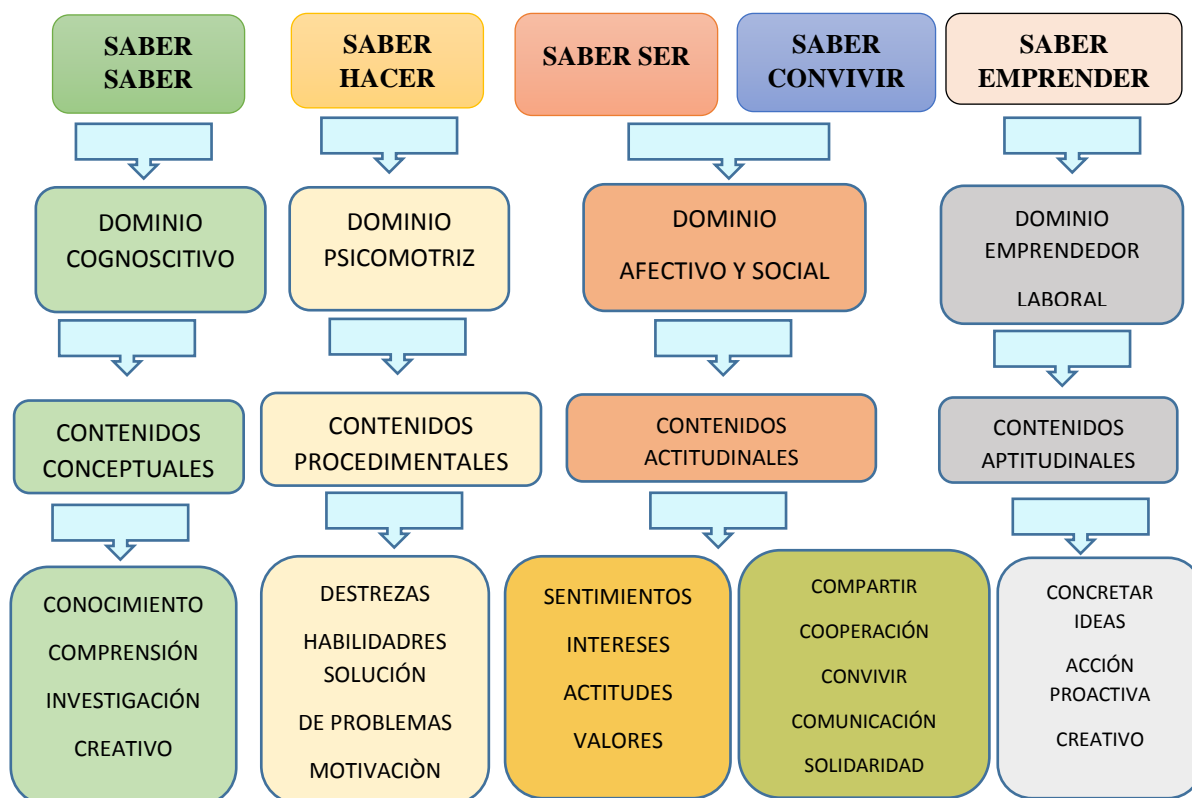 SABER
SABER
SABER
HACER
SABER SER
SABER
CONVIVIR
SABER
EMPRENDER
DOMINIO
COGNOSCITIVO
DOMINIO
PSICOMOTRIZ
DOMINIO
AFECTIVO Y SOCIAL
DOMINIO
EMPRENDEDOR
LABORAL
CONTENIDOS
CONCEPTUALES
CONTENIDOS
PROCEDIMENTALES
CONTENIDOS
ACTITUDINALES
CONTENIDOS
APTITUDINALES
CONOCIMIENTO
COMPRENSIÓN
INVESTIGACIÓN
CREATIVO
DESTREZAS
HABILIDADRES
SOLUCIÓN
DE PROBLEMAS
MOTIVACIÒN
SENTIMIENTOS
INTERESES
ACTITUDES
VALORES
COMPARTIR
COOPERACIÓN
CONVIVIR
COMUNICACIÓN
SOLIDARIDAD
CONCRETAR
IDEAS
ACCIÓN
PROACTIVA
CREATIVO